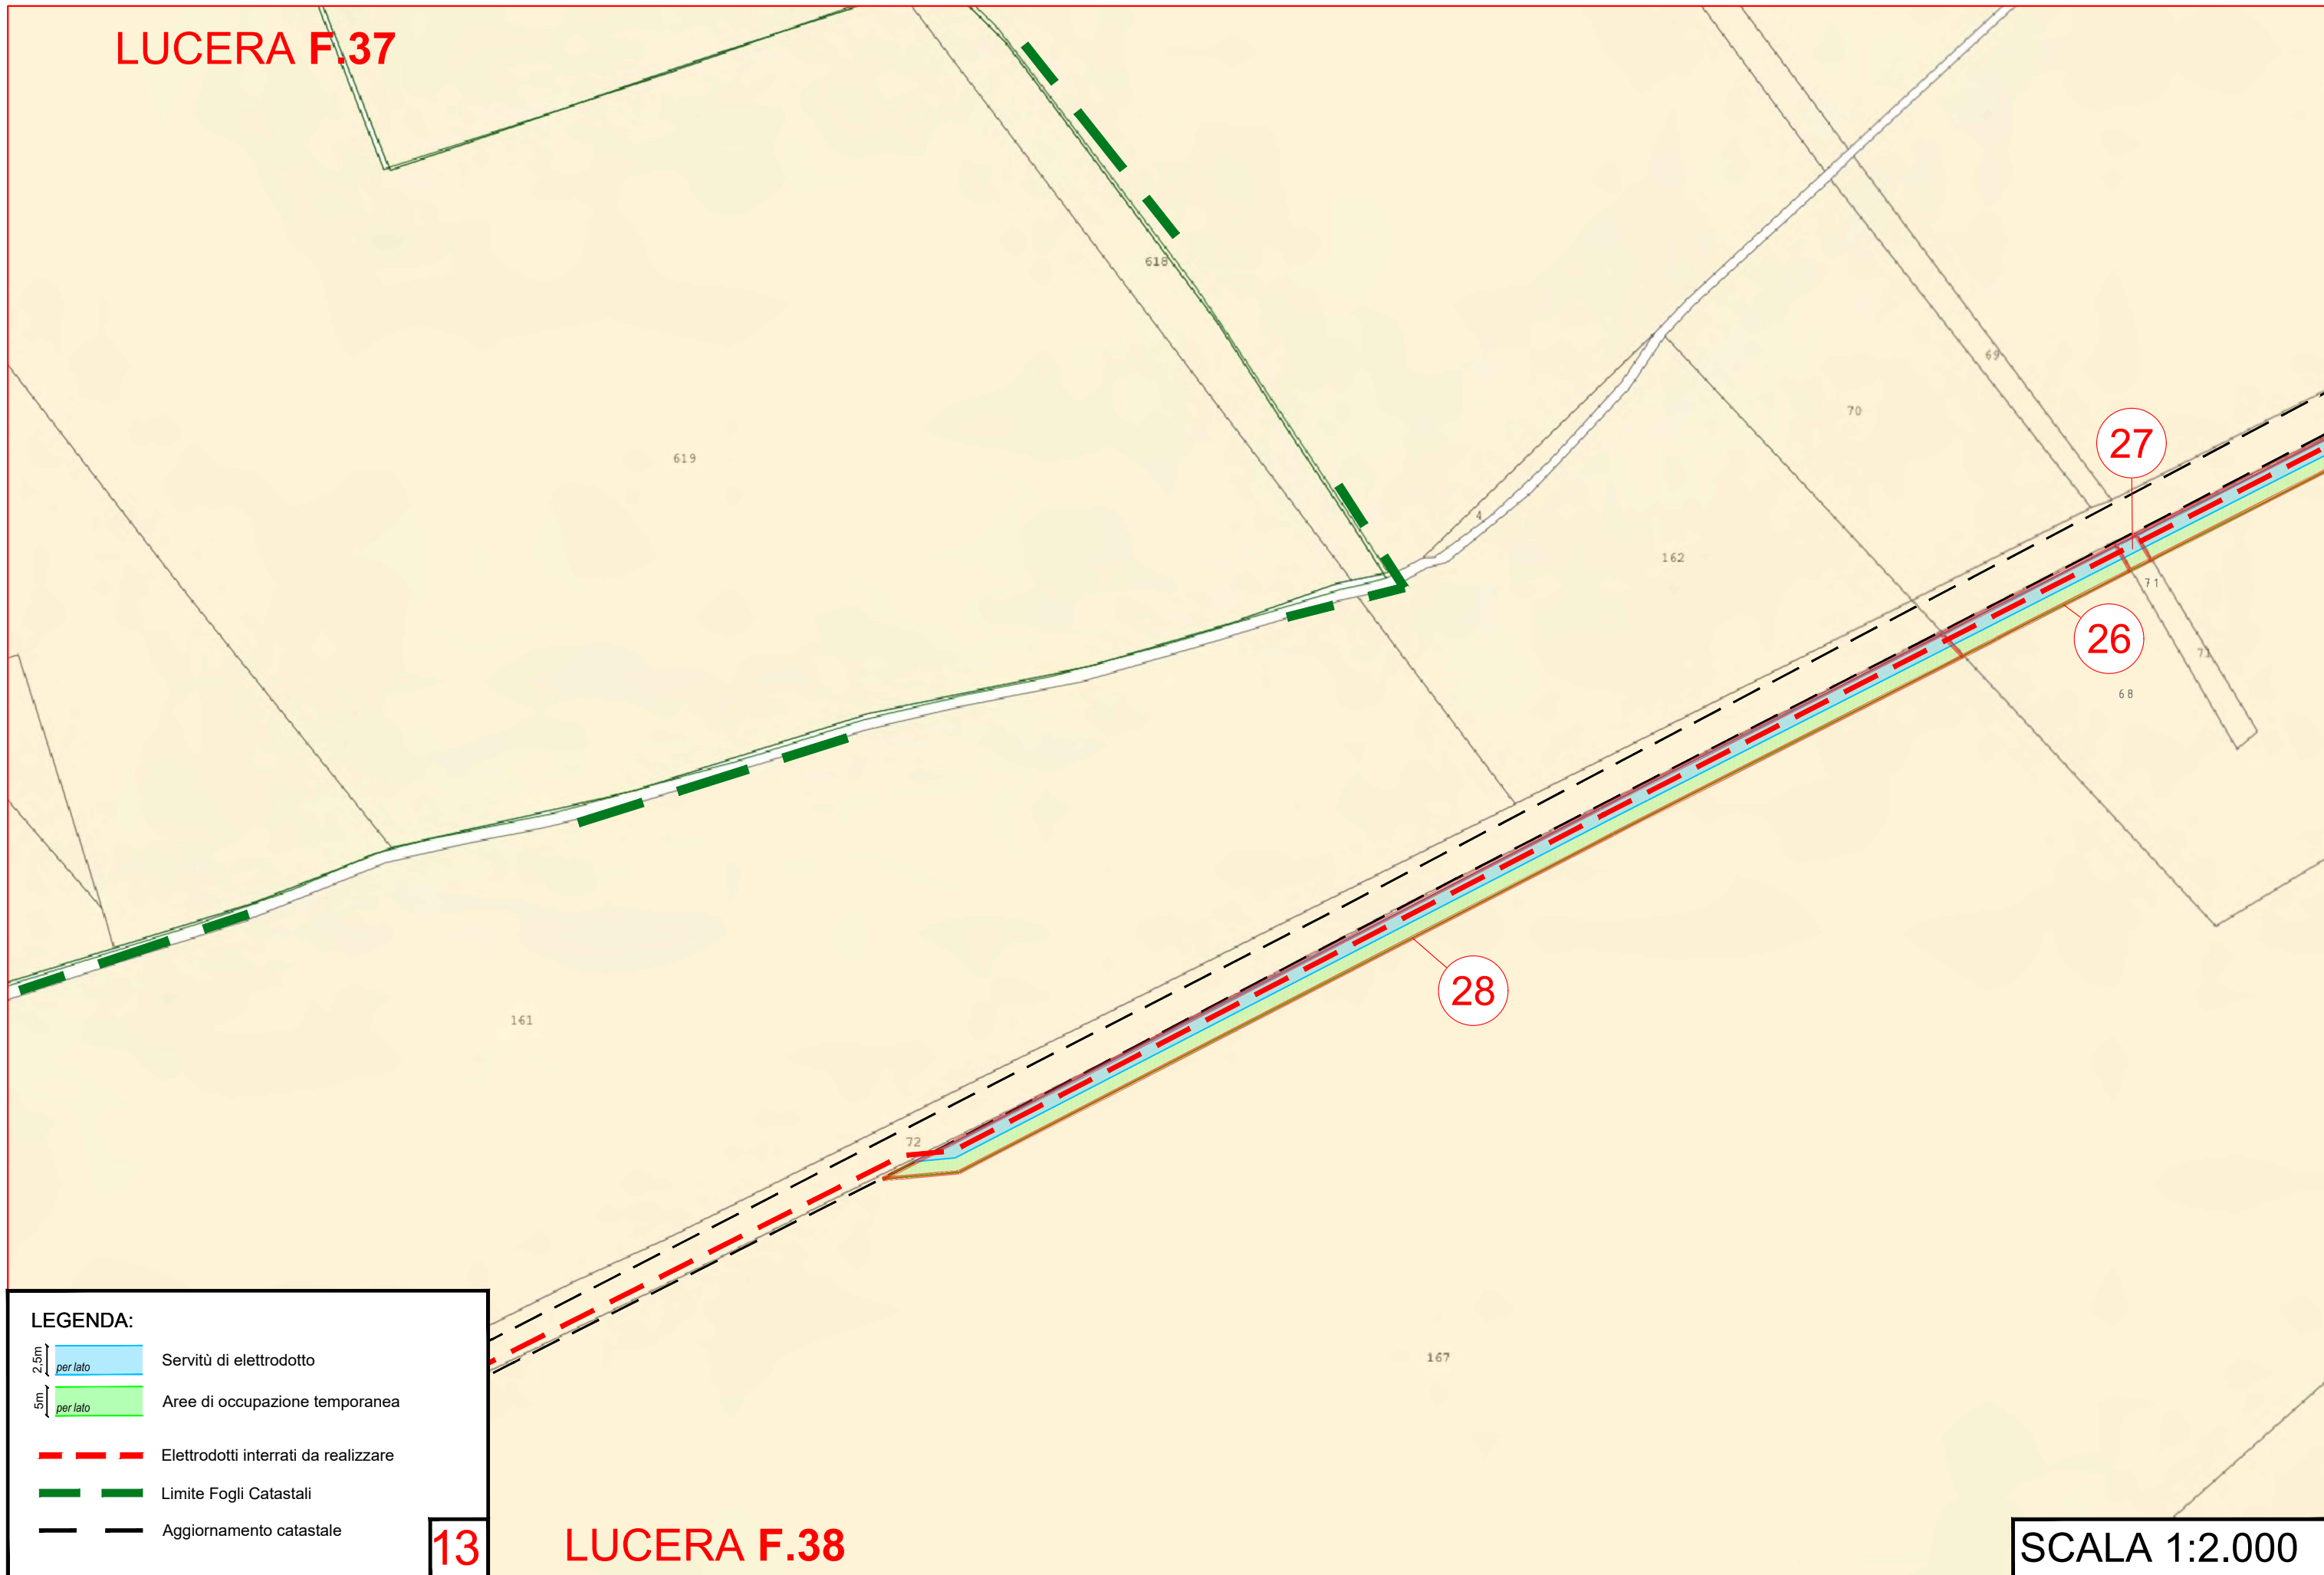 LUCERA F.37
618
69
70
619
27
4
162
71
26
71
68
28
161
72
167
LEGENDA:
2,5m
per lato
Servitù di elettrodotto
5m
per lato
Aree di occupazione temporanea
Elettrodotti interrati da realizzare
Limite Fogli Catastali
Aggiornamento catastale
13
LUCERA F.38
SCALA 1:2.000